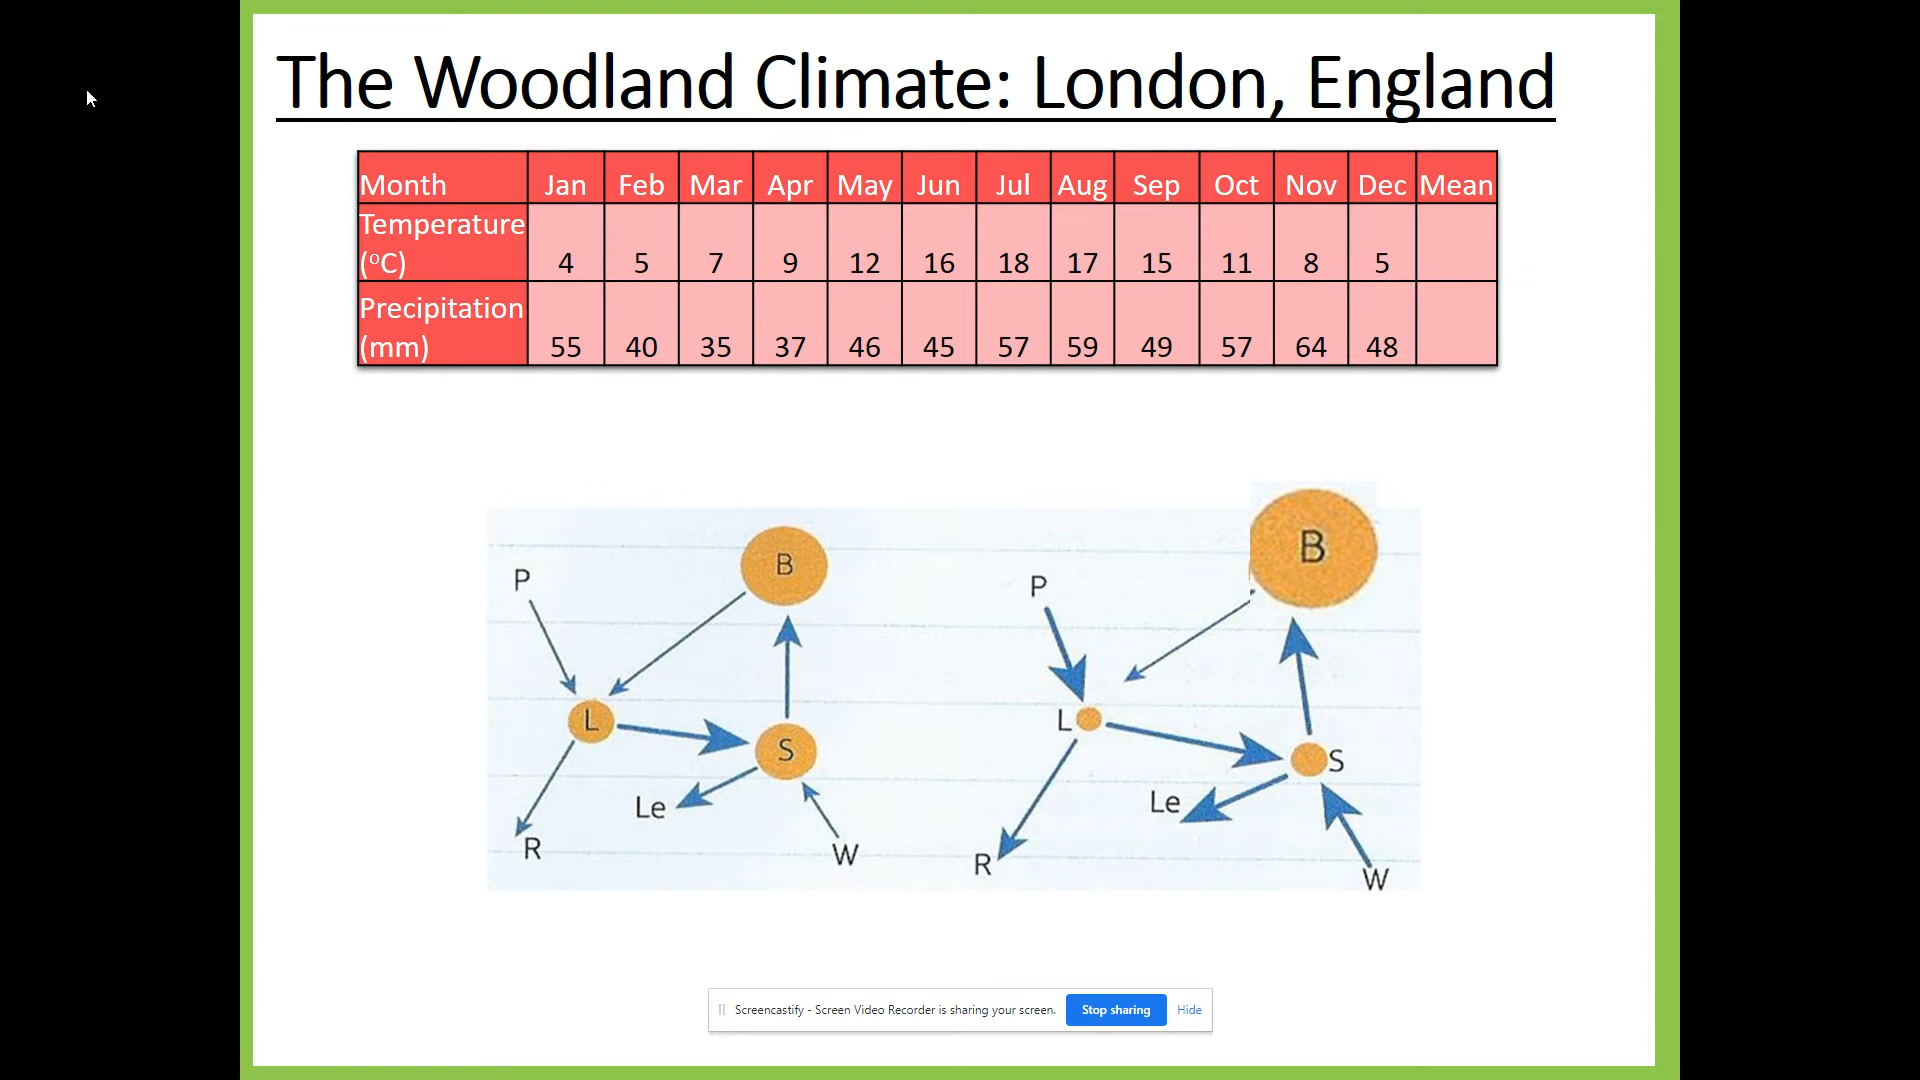 The Woodland Climate: London, England
Month Jan Feb Mar Apr May Jun Jul Aug Sep Oct Nov Dec Mean
Temperature
(°C) 4 5 7 9 12 16 18 17 15 11 8 5
Precipitation
(mm) 55 40 35 37 46 45 57 59 49 57 64 48
P B
L S
Le
R W
P B
L S
Le
R W
Screencastify - Screen Video Recorder is sharing your screen. Stop sharing Hide